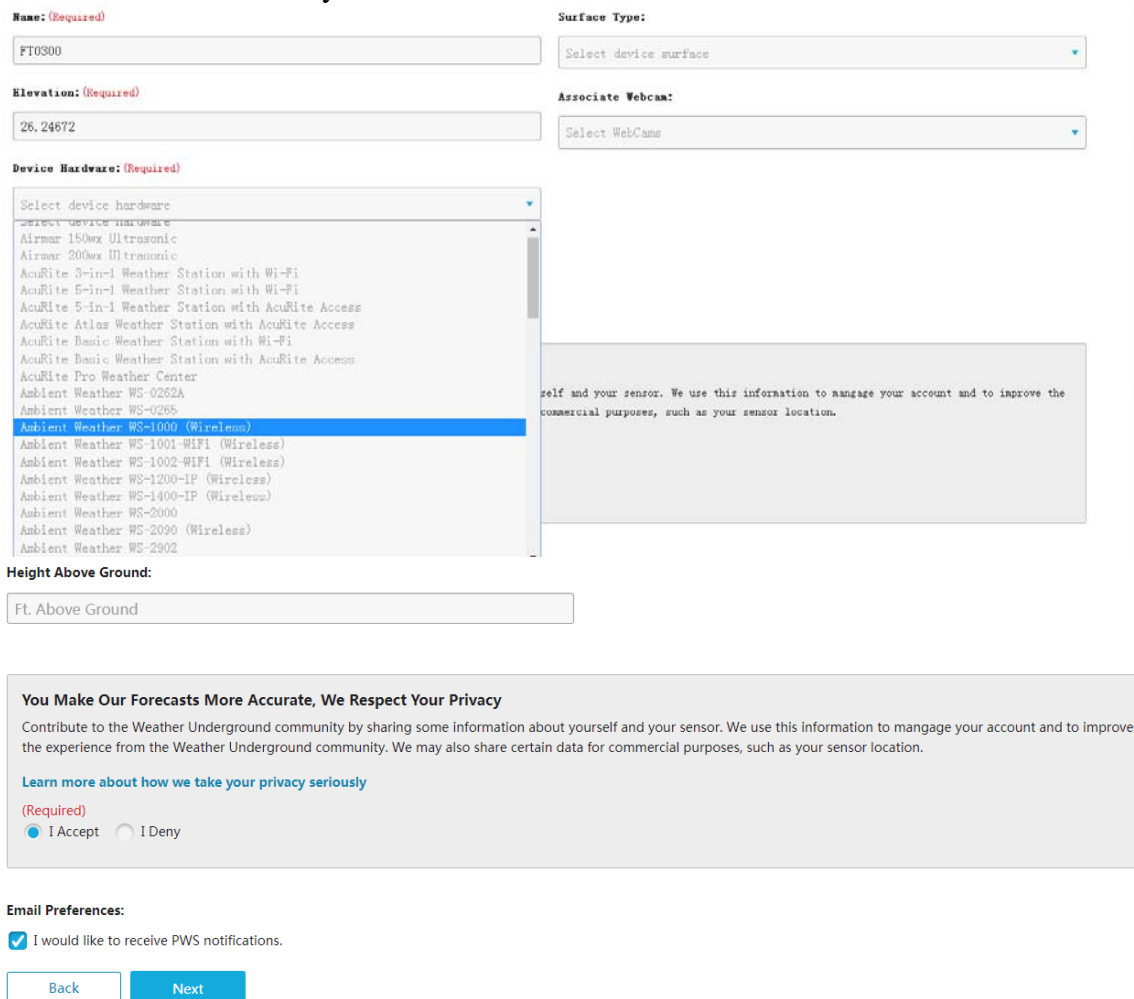 Name:(Required)
FT0300
Surface Type:
Select device surface
Elevation:(Required)
26.24672
Associate Webcam:
Select WebCams
Device Hardware:(Required)
Select device hardware
Select device hardware
Airmar 150wx Ultrasonic
Airmar 200wx Ultrasonic
AcuRite 3-in-1 Weather Station with Wi-Fi
AcuRite 5-in-1 Weather Station with Wi-Fi
AcuRite 5-in-1 Weather Station with AcuRite Access
AcuRite Atlas Weather Station with AcuRite Access
AcuRite Basic Weather Station with Wi-Fi
AcuRite Basic Weather Station with AcuRite Access
AcuRite Pro Weather Center
Ambient Weather WS-0262A
Ambient Weather WS-0265
Ambient Weather WS-1000 (Wireless)
Ambient Weather WS-1001-WiFi (Wireless)
Ambient Weather WS-1002-WiFi (Wireless)
Ambient Weather WS-1200-IP (Wireless)
Ambient Weather WS-1400-IP (Wireless)
Ambient Weather WS-2000
Ambient Weather WS-2090 (Wireless)
Ambient Weather WS-2902
self and your sensor. We use this information to mangage your account and to improve the
commercial purposes, such as your sensor location.
Height Above Ground:
Ft. Above Ground
You Make Our Forecasts More Accurate, We Respect Your Privacy
Contribute to the Weather Underground community by sharing some information about yourself and your sensor. We use this information to mangage your account and to improve
the experience from the Weather Underground community. We may also share certain data for commercial purposes, such as your sensor location.
Learn more about how we take your privacy seriously
(Required)
I Accept I Deny
Email Preferences:
I would like to receive PWS notifications.
Back Next